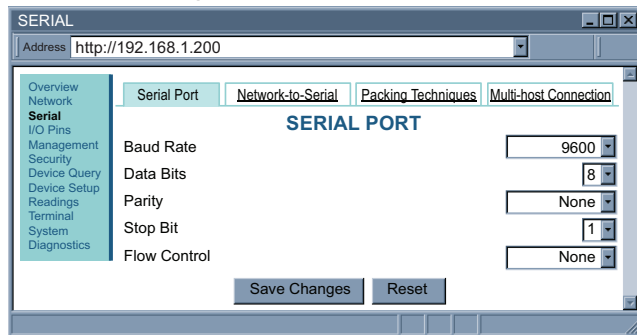 SERIAL
Address http://192.168.1.200
Overview
Network
Serial
I/O Pins
Management
Security
Device Query
Device Setup
Readings
Terminal
System
Diagnostics
Serial Port Network-to-Serial Packing Techniques Multi-host Connection
SERIAL PORT
Baud Rate 9600
Data Bits 8
Parity None
Stop Bit 1
Flow Control None
Save Changes Reset